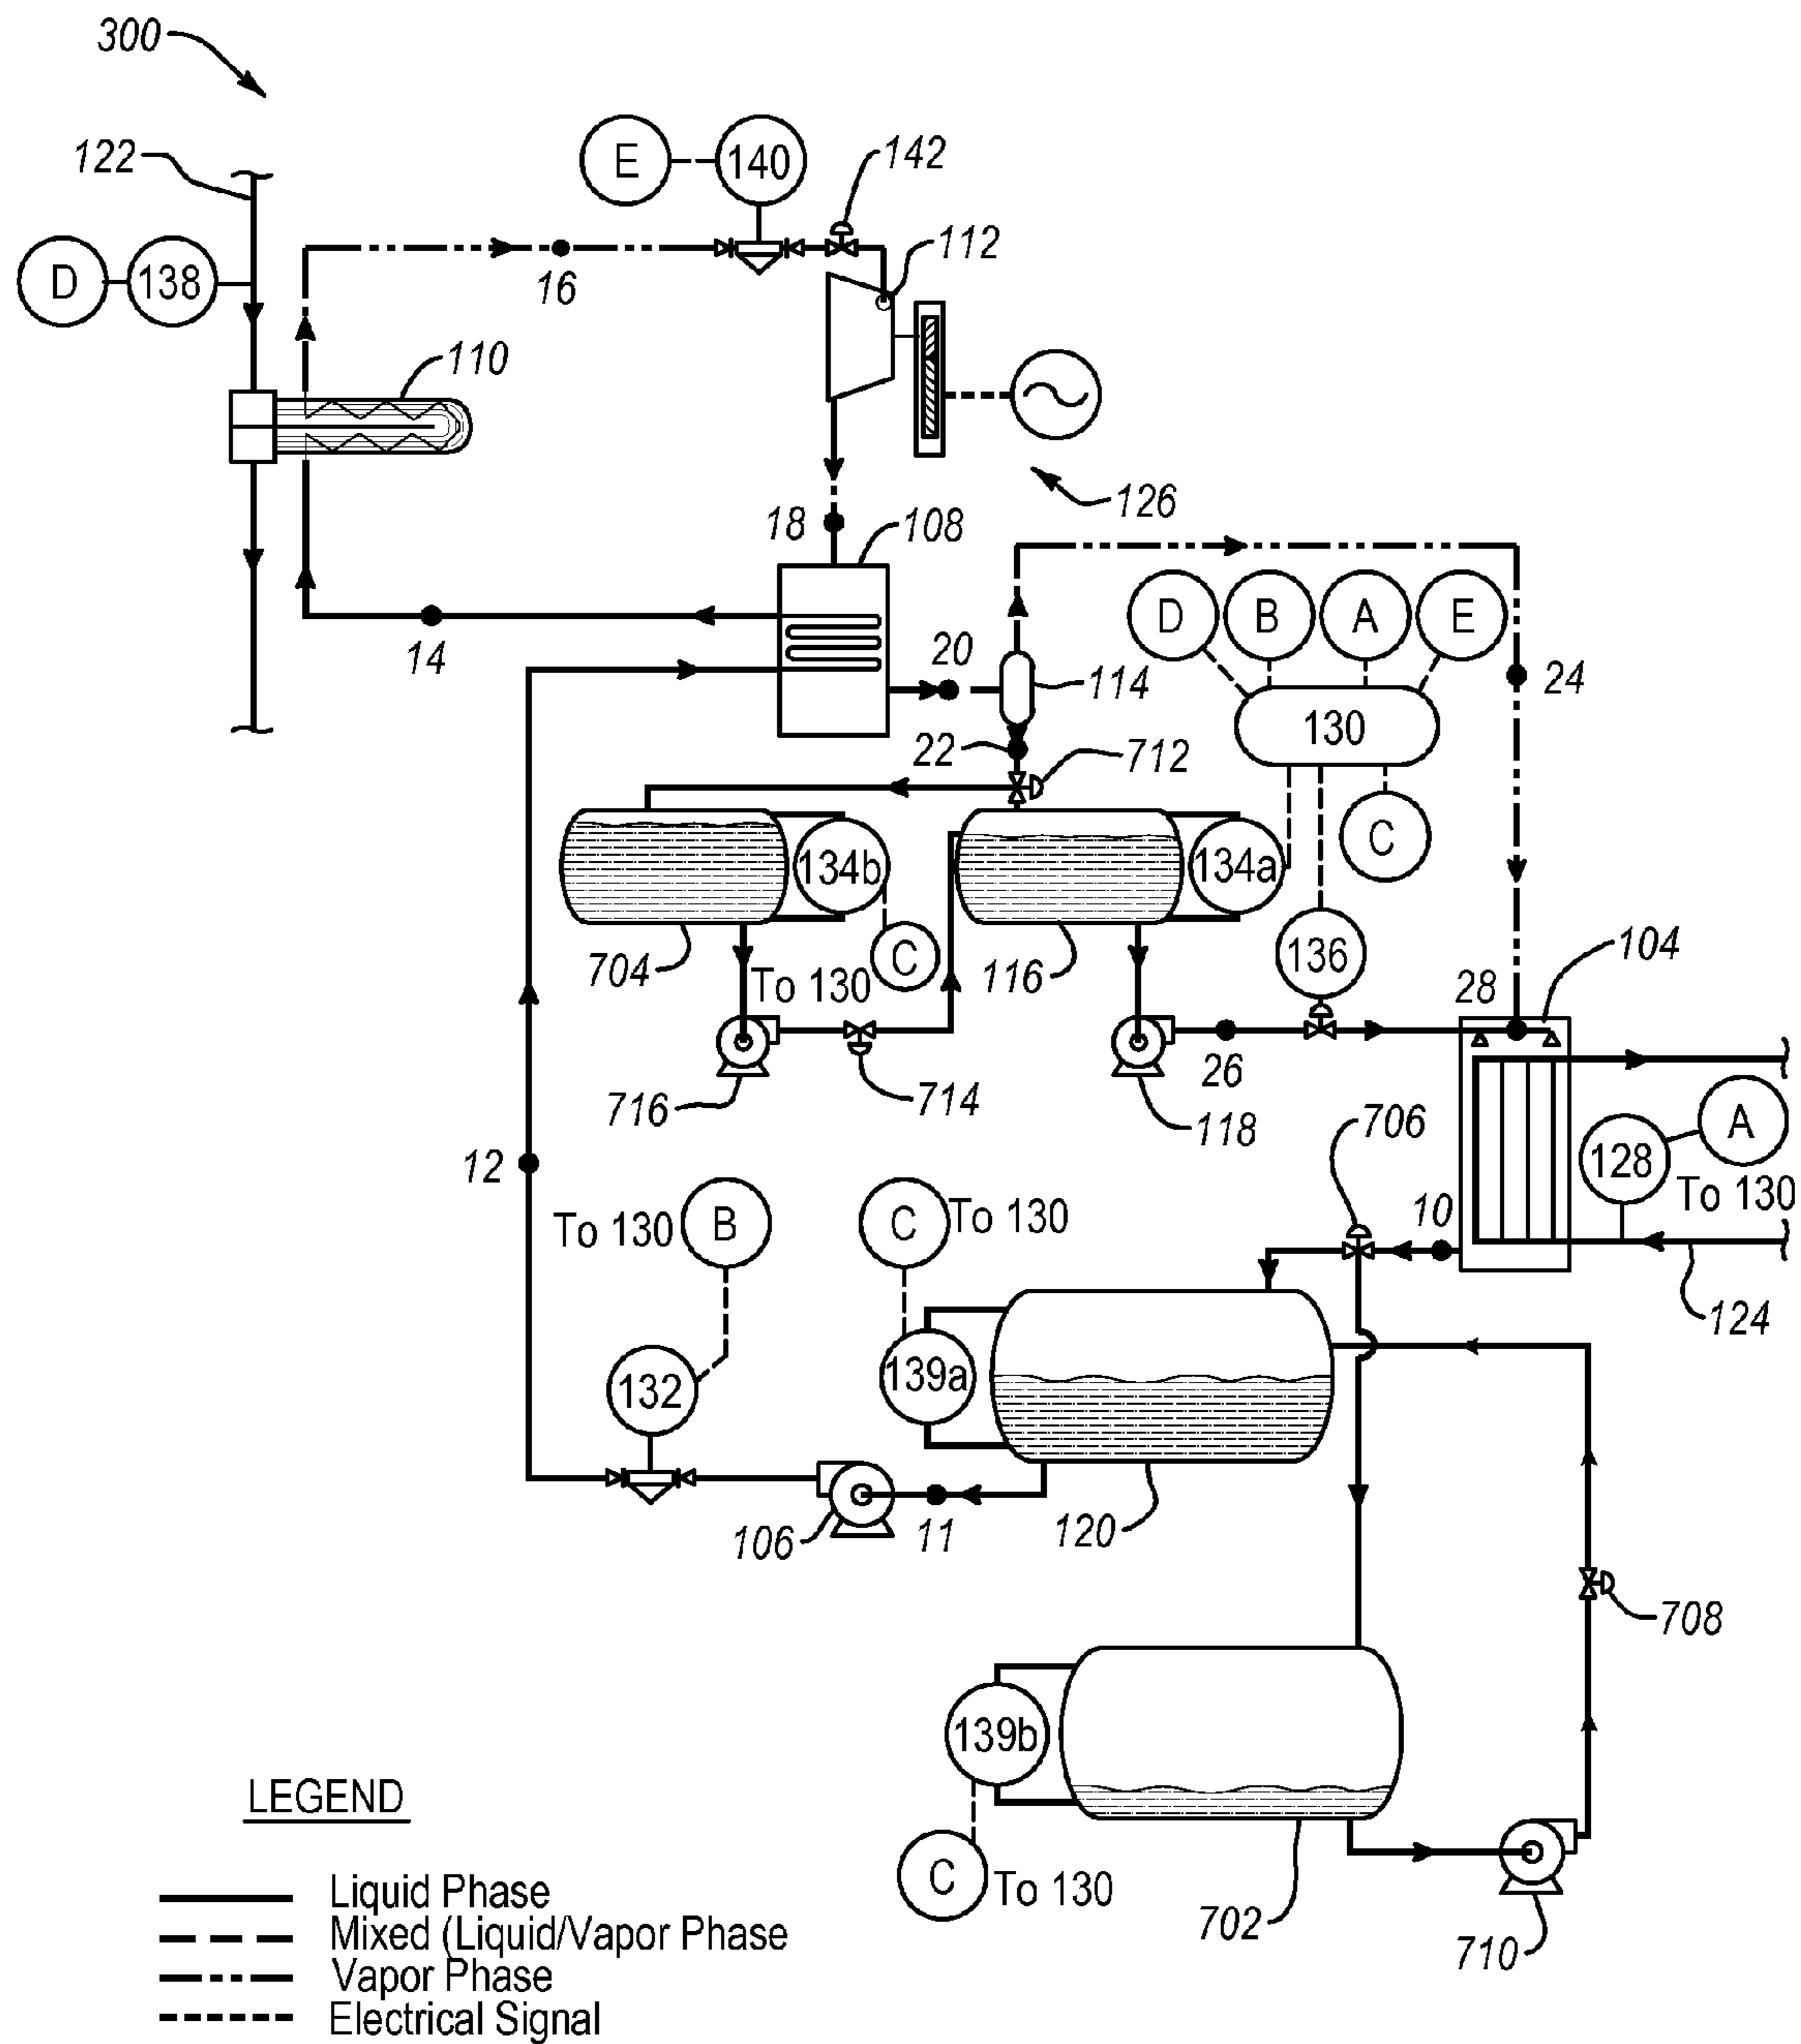 300
122
E
140
142
112
D
138
16
110
126
18
108
14
20
114
D
B
A
E
24
130
22
712
134b
134a
C
704
To 130
C
116
136
104
28
716
714
118
26
706
128
A
To 130
12
To 130
B
C
To 130
10
124
132
139a
106
11
120
708
139b
C
To 130
702
710
LEGEND
Liquid Phase
Mixed (Liquid/Vapor Phase
Vapor Phase
Electrical Signal